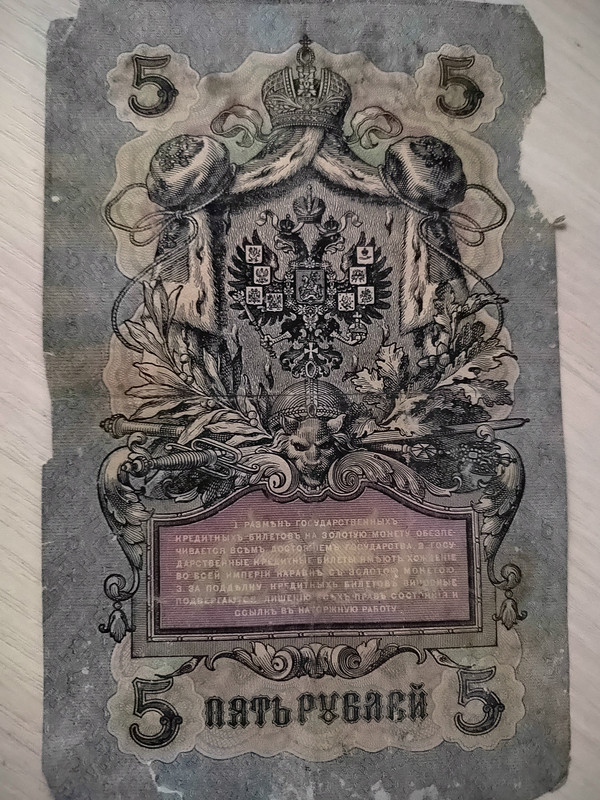 5 5
1. РАЗМѢНЪ ГОСУДАРСТВЕННЫХЪ
КРЕДИТНЫХЪ БИЛЕТОВЪ НА ЗОЛОТУЮ МОНЕТУ ОБЕЗПЕ-
ЧИВАЕТСЯ ВСѢМЪ ДОСТОЯНІЕМЪ ГОСУДАРСТВА. 2. ГОСУ-
ДАРСТВЕННЫЕ КРЕДИТНЫЕ БИЛЕТЫ ИМѢЮТЪ ХОЖДЕНІЕ
ВО ВСЕЙ ИМПЕРІИ НАРАВНѢ СЪ ЗОЛОТОЮ МОНЕТОЮ.
3. ЗА ПОДДѢЛКУ КРЕДИТНЫХЪ БИЛЕТОВЪ ВИНОВНЫЕ
ПОДВЕРГАЮТСЯ ЛИШЕНІЮ ВСѢХЪ ПРАВЪ СОСТОЯНІЯ И
ССЫЛКѢ ВЪ КАТОРЖНУЮ РАБОТУ.
5 ПЯТЬ РУБЛЕЙ 5